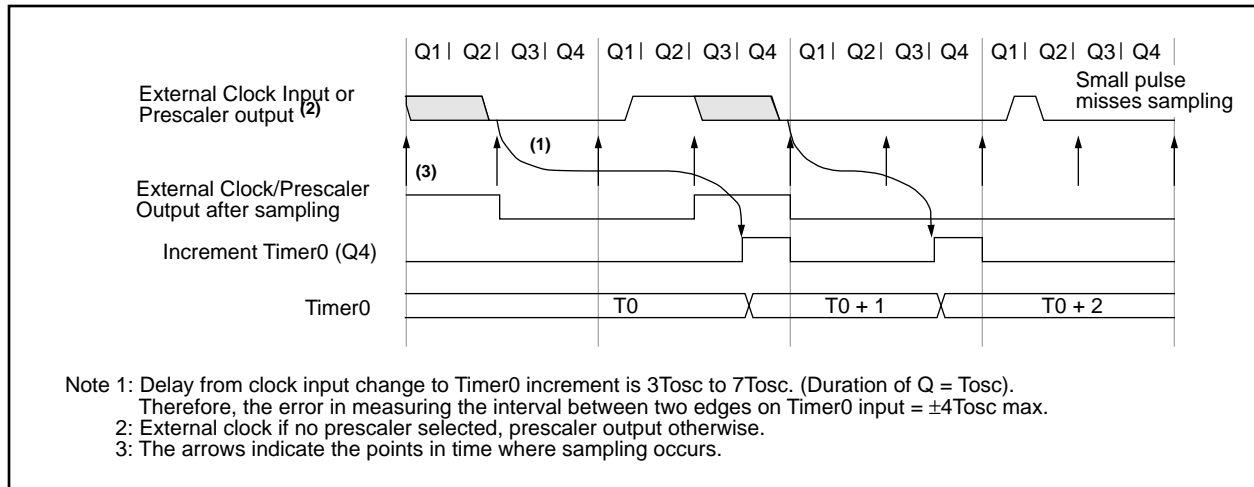 Q1| Q2| Q3| Q4 Q1| Q2| Q3| Q4 Q1| Q2| Q3| Q4 Q1| Q2| Q3| Q4
External Clock Input or
Prescaler output (2)
Small pulse
misses sampling
(1)
(3)
External Clock/Prescaler
Output after sampling
Increment Timer0 (Q4)
Timer0 T0 T0 + 1 T0 + 2
Note 1: Delay from clock input change to Timer0 increment is 3Tosc to 7Tosc. (Duration of Q = Tosc).
Therefore, the error in measuring the interval between two edges on Timer0 input = ±4Tosc max.
2: External clock if no prescaler selected, prescaler output otherwise.
3: The arrows indicate the points in time where sampling occurs.